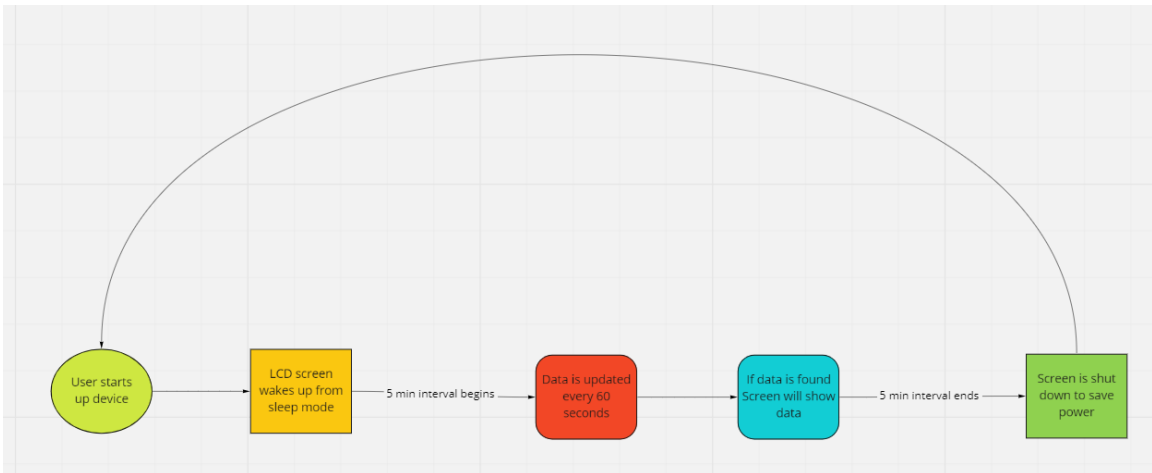 User starts
up device
LCD screen
wakes up from
sleep mode
5 min interval begins
Data is updated
every 60
seconds
If data is found
Screen will show
data
5 min interval ends
Screen is shut
down to save
power